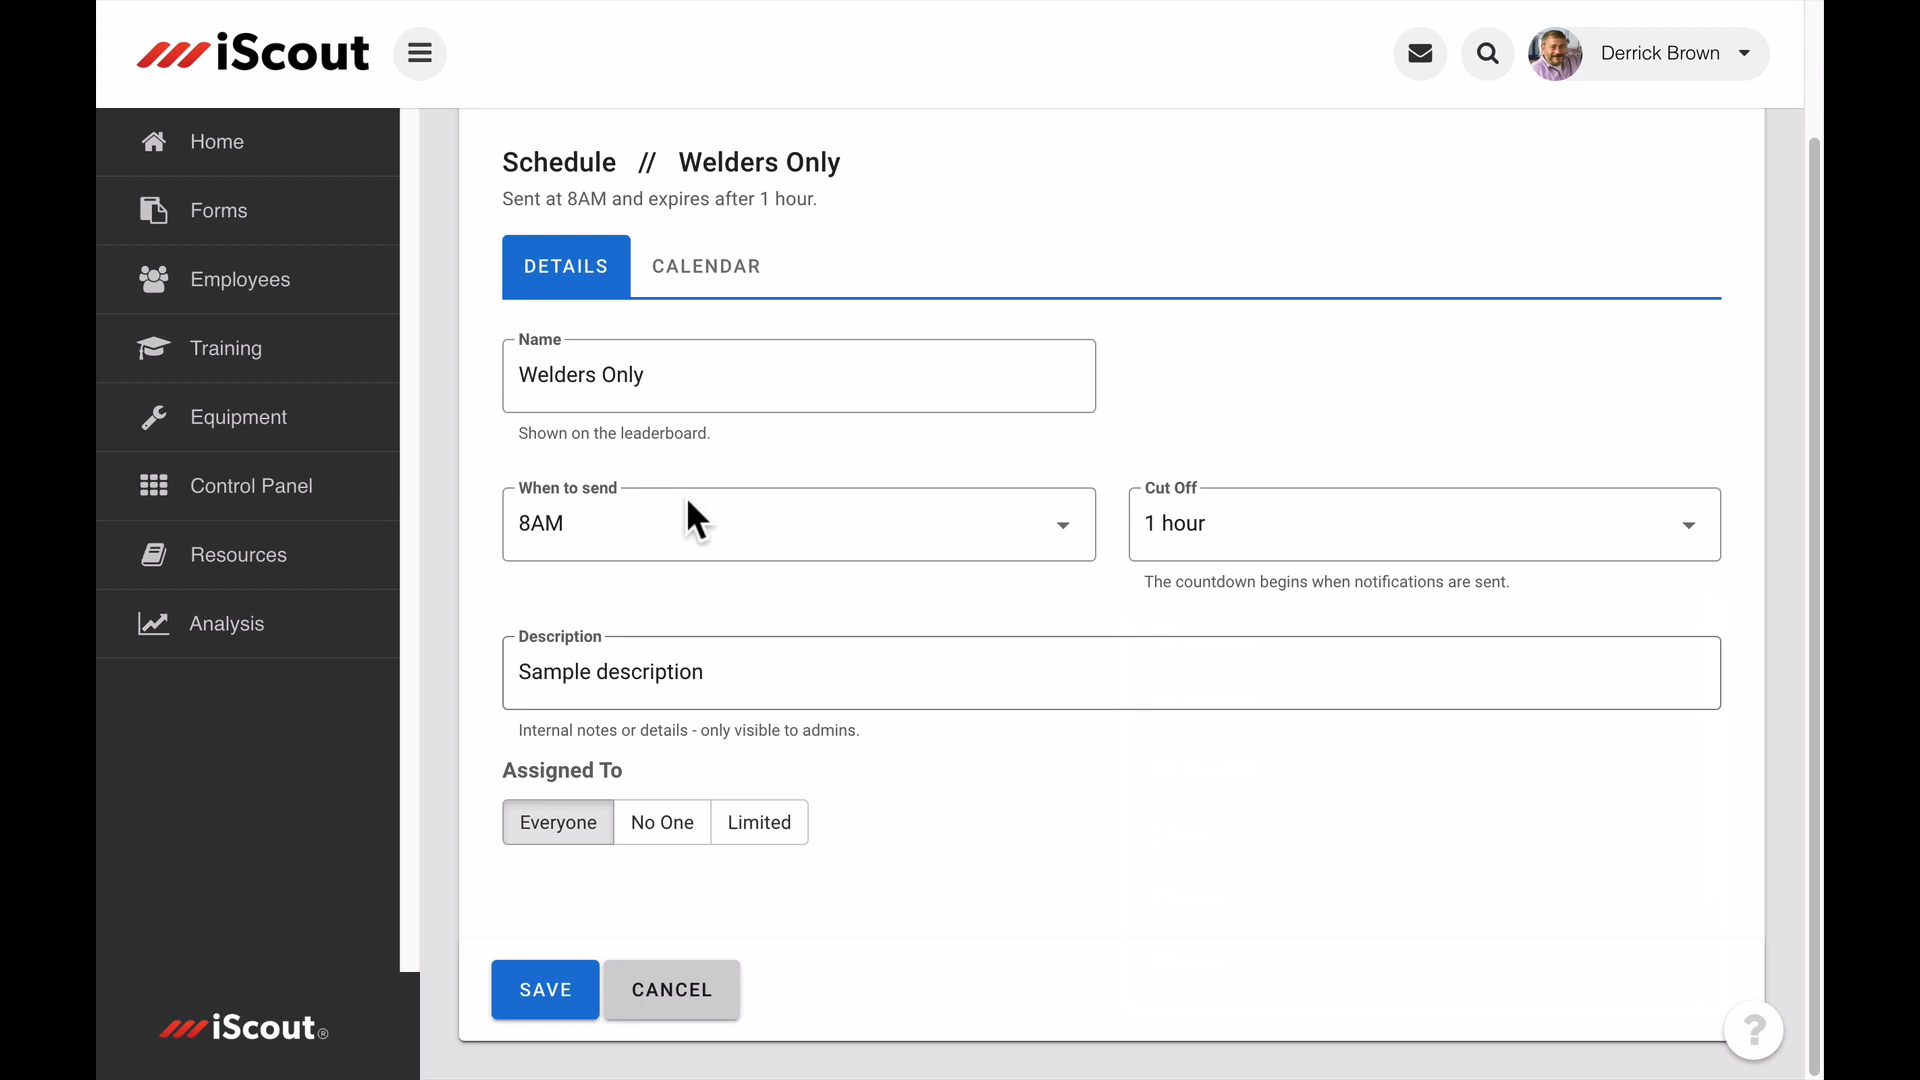 iScout
Derrick Brown
Home
Forms
Employees
Training
Equipment
Control Panel
Resources
Analysis
iScout®
Schedule // Welders Only
Sent at 8AM and expires after 1 hour.
DETAILS
CALENDAR
Name
Welders Only
Shown on the leaderboard.
When to send
8AM
Cut Off
1 hour
The countdown begins when notifications are sent.
Description
Sample description
Internal notes or details - only visible to admins.
Assigned To
Everyone
No One
Limited
SAVE
CANCEL
?